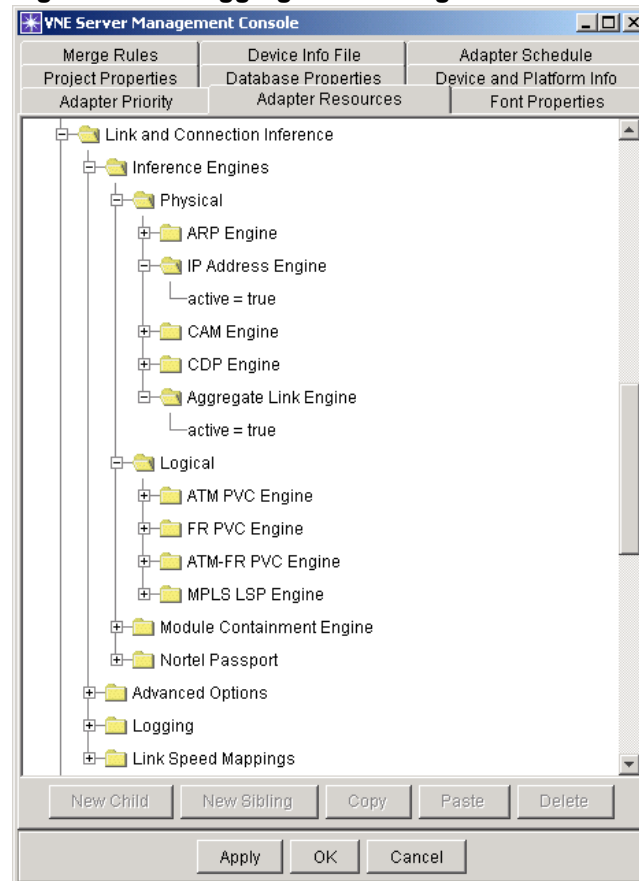 VNE Server Management Console
Merge Rules
Device Info File
Adapter Schedule
Project Properties
Database Properties
Device and Platform Info
Adapter Priority
Adapter Resources
Font Properties
Link and Connection Inference
Inference Engines
Physical
ARP Engine
IP Address Engine
active = true
CAM Engine
CDP Engine
Aggregate Link Engine
active = true
Logical
ATM PVC Engine
FR PVC Engine
ATM-FR PVC Engine
MPLS LSP Engine
Module Containment Engine
Nortel Passport
Advanced Options
Logging
Link Speed Mappings
New Child
New Sibling
Copy
Paste
Delete
Apply
OK
Cancel